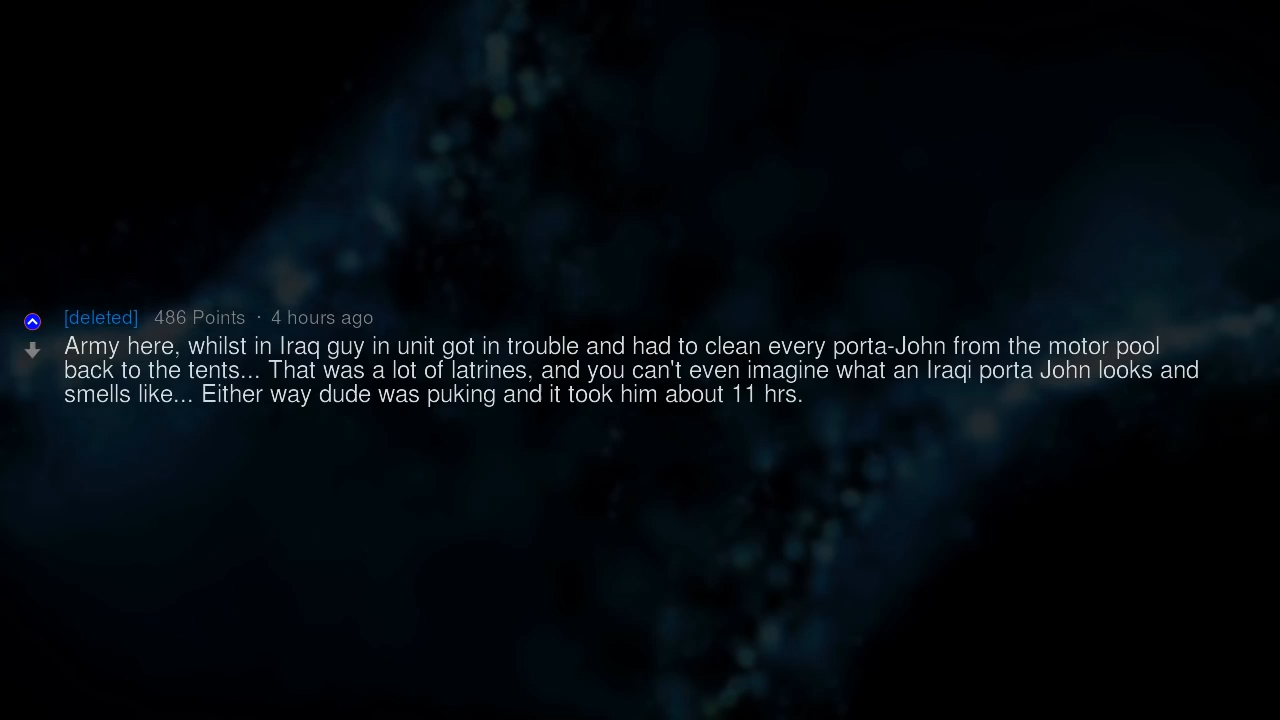 [deleted] 486 Points · 4 hours ago
Army here, whilst in Iraq guy in unit got in trouble and had to clean every porta-John from the motor pool
back to the tents... That was a lot of latrines, and you can't even imagine what an Iraqi porta John looks and
smells like... Either way dude was puking and it took him about 11 hrs.